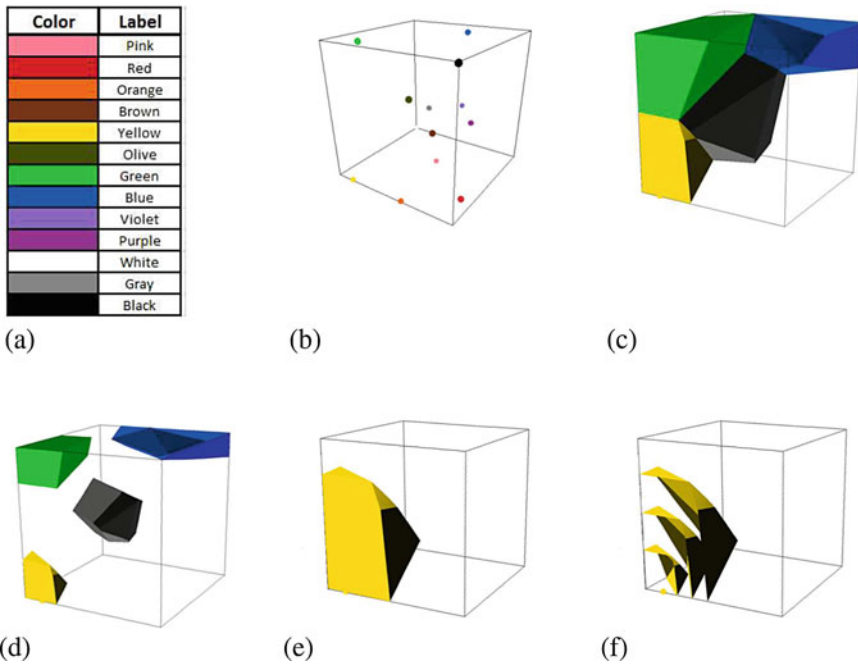 Color Label
Pink
Red
Orange
Brown
Yellow
Olive
Green
Blue
Violet
Purple
White
Gray
Black
(a) (b) (c)
(d) (e) (f)